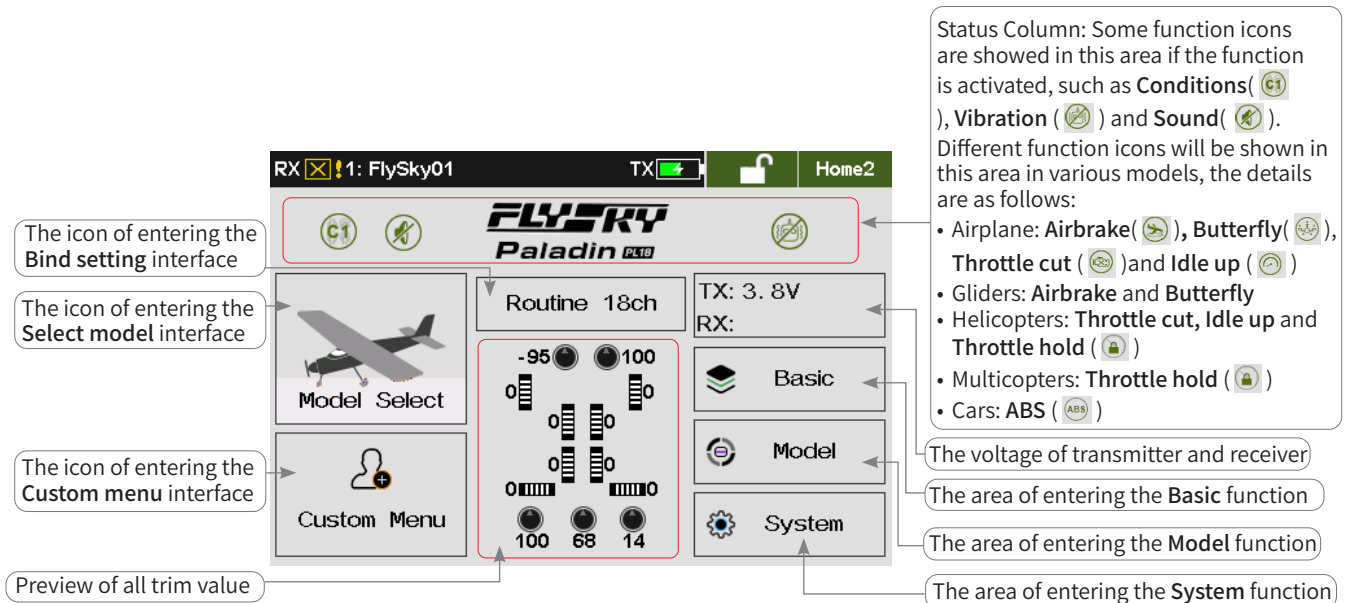 Status Column: Some function icons
are showed in this area if the function
is activated, such as Conditions( C1
), Vibration ( ) and Sound( ).
Different function icons will be shown in
this area in various models, the details
are as follows:
• Airplane: Airbrake( ), Butterfly( ),
Throttle cut ( )and Idle up ( )
• Gliders: Airbrake and Butterfly
• Helicopters: Throttle cut, Idle up and
Throttle hold ( )
• Multicopters: Throttle hold ( )
• Cars: ABS ( ABS )
RX !1: FlySky01 TX Home2
C1 FLYSKY
Paladin PL18
The icon of entering the
Bind setting interface
The icon of entering the
Select model interface
Model Select
Routine 18ch
TX: 3.8V
RX:
-95 100
0 0
0 0
0 0
0 0
100 68 14
Basic
Model
System
The icon of entering the
Custom menu interface
Custom Menu
Preview of all trim value
The voltage of transmitter and receiver
The area of entering the Basic function
The area of entering the Model function
The area of entering the System function